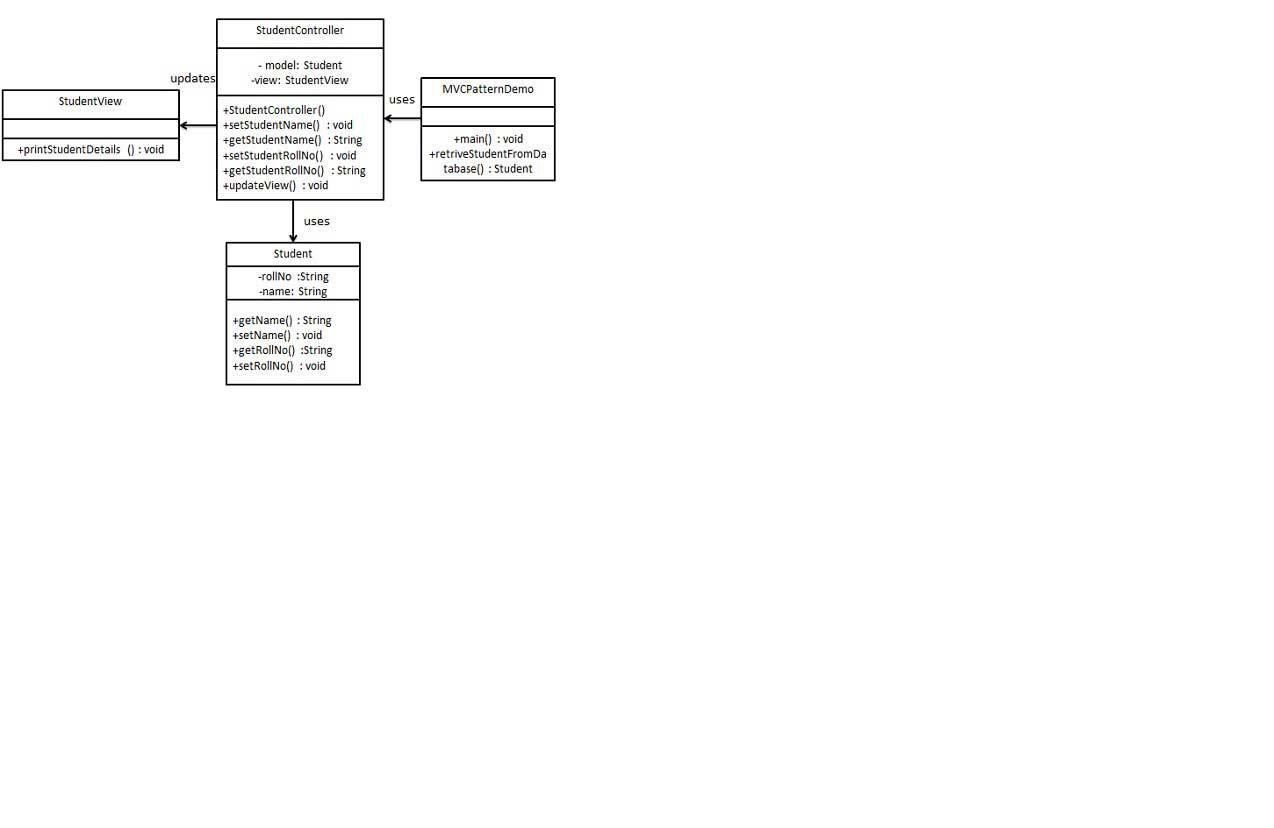 StudentController
- model: Student
-view: StudentView
+StudentController()
+setStudentName() : void
+getStudentName() : String
+setStudentRollNo() : void
+getStudentRollNo() : String
+updateView() : void
updates
StudentView
+printStudentDetails () : void
uses
MVCPatternDemo
+main() : void
+retriveStudentFromDa
tabase() : Student
uses
Student
-rollNo :String
-name: String
+getName() : String
+setName() : void
+getRollNo() :String
+setRollNo() : void